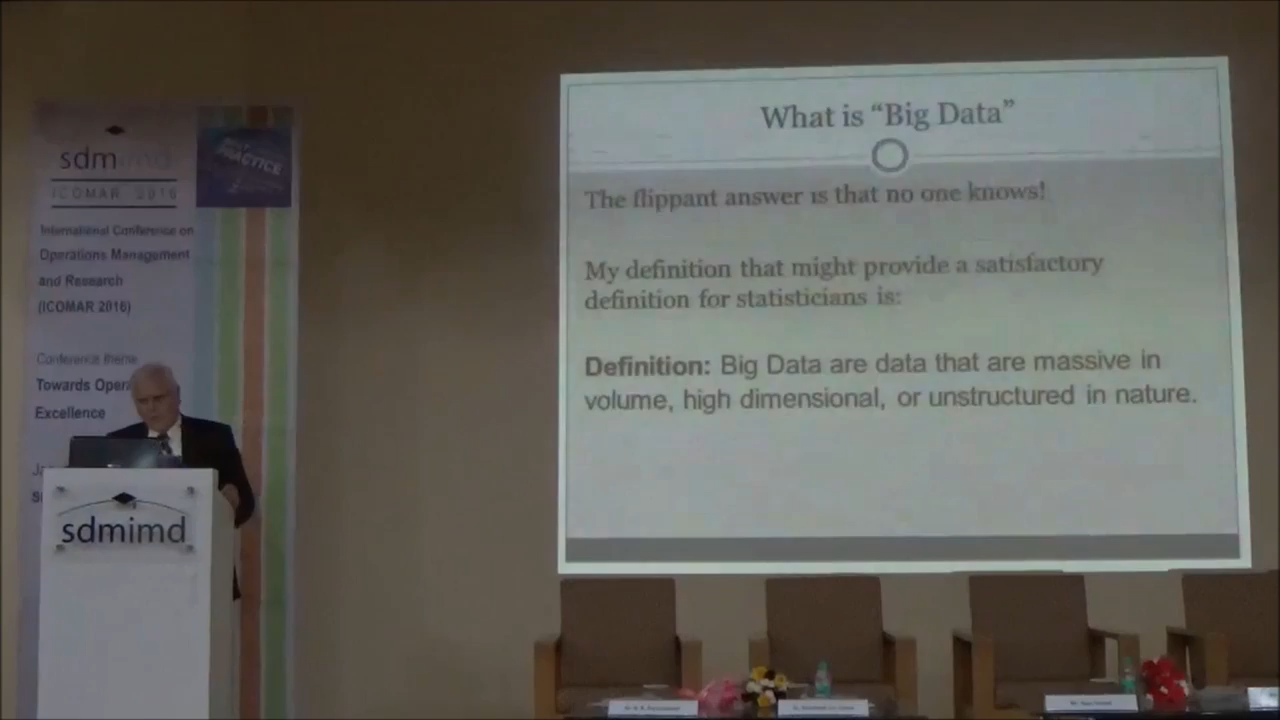 sdmimd
ICOMAR 2016
PRACTICE
International Conference on
Operations Management
and Research
(ICOMAR 2016)
Conference theme
Towards
Excellence
sdmimd
What is “Big Data”
The flippant answer is that no one knows!
My definition that might provide a satisfactory
definition for statisticians is:
Definition: Big Data are data that are massive in
volume, high dimensional, or unstructured in nature.